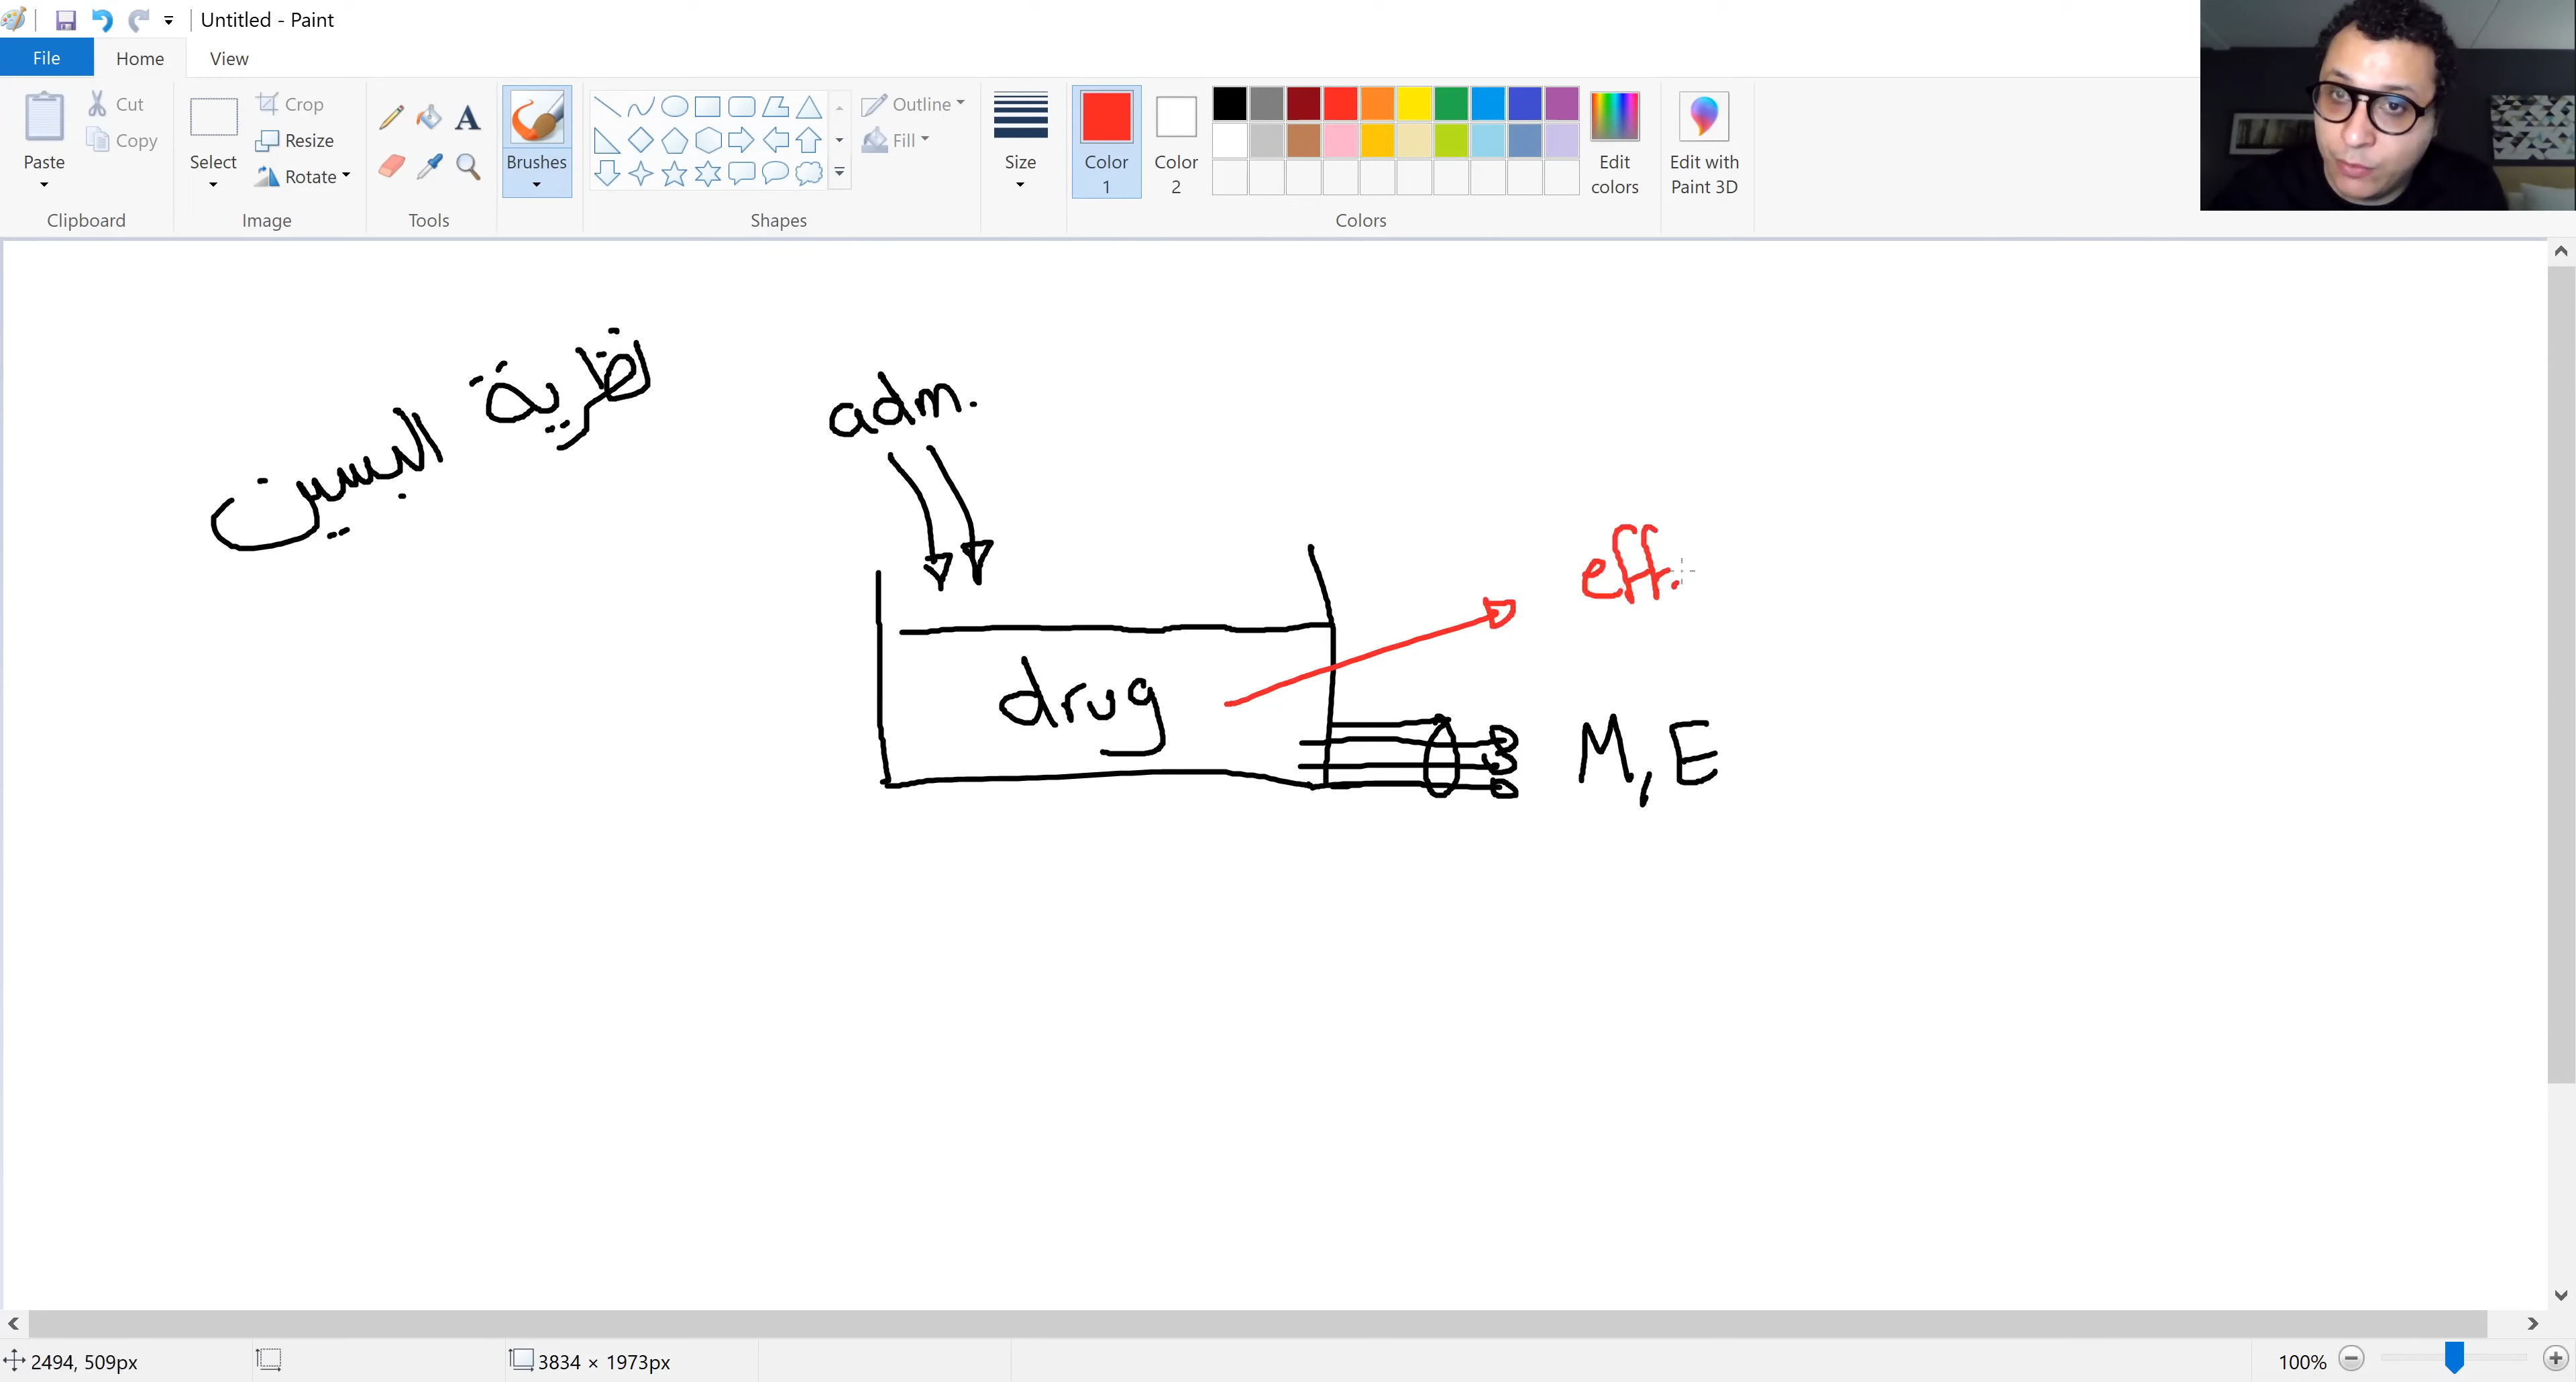 Untitled - Paint
File Home View
Paste
Cut
Copy
Clipboard
Select
Crop
Resize
Rotate
Image
Tools
Brushes
Shapes
Outline
Fill
Size
Color 1
Color 2
Colors
Edit colors
Edit with Paint 3D
نظرية البسين
adm.
drug
eff.
M, E
2494, 509px
3834 × 1973px
100%